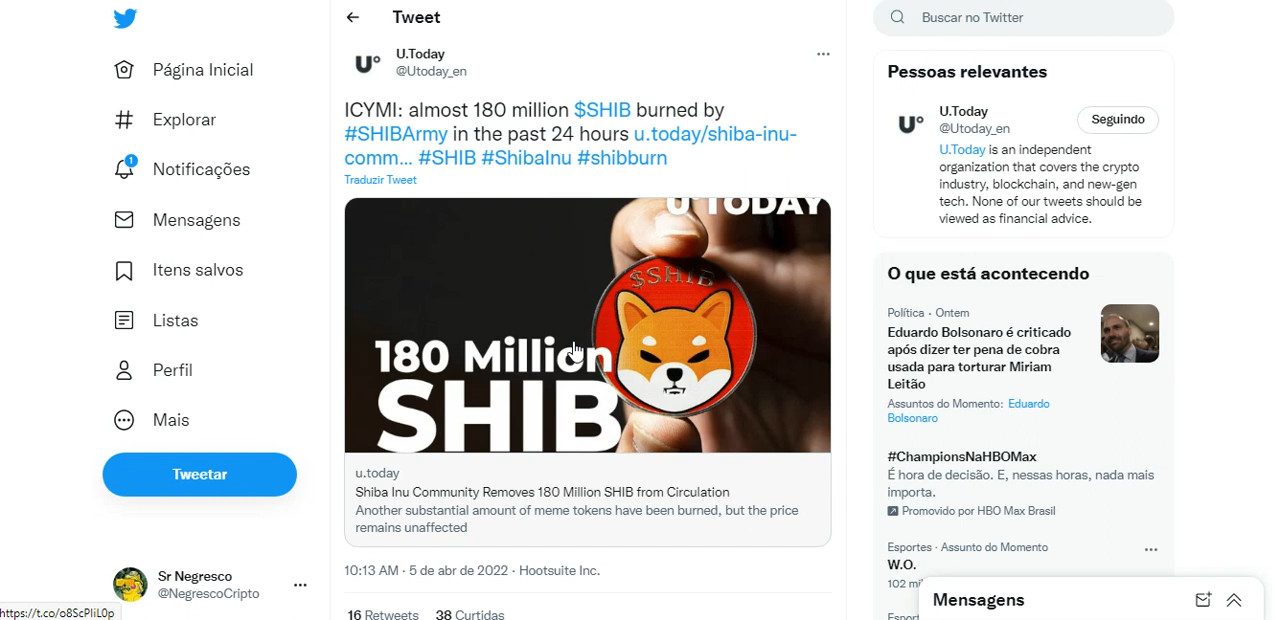 Página Inicial
Explorar
1
Notificações
Mensagens
Itens salvos
Listas
Perfil
Mais
Tweetar
Sr Negresco
@NegrescoCripto
https://t.co/o8ScPIiL0p
Tweet
U.Today
@Utoday_en
ICYMI: almost 180 million $SHIB burned by
#SHIBArmy in the past 24 hours u.today/shiba-inu-
comm... #SHIB #ShibaInu #shibburn
Traduzir Tweet
U°TODAY
$SHIB
180 Million
SHIB
u.today
Shiba Inu Community Removes 180 Million SHIB from Circulation
Another substantial amount of meme tokens have been burned, but the price
remains unaffected
10:13 AM · 5 de abr de 2022 · Hootsuite Inc.
16 Retweets 38 Curtidas
Buscar no Twitter
Pessoas relevantes
U.Today
@Utoday_en
Seguindo
U.Today is an independent
organization that covers the crypto
industry, blockchain, and new-gen
tech. None of our tweets should be
viewed as financial advice.
O que está acontecendo
Política · Ontem
Eduardo Bolsonaro é criticado
após dizer ter pena de cobra
usada para torturar Miriam
Leitão
Assuntos do Momento: Eduardo
Bolsonaro
#ChampionsNaHBOMax
É hora de decisão. E, nessas horas, nada mais
importa.
Promovido por HBO Max Brasil
Esportes · Assunto do Momento
W.O.
102 mi
Esport
Mensagens